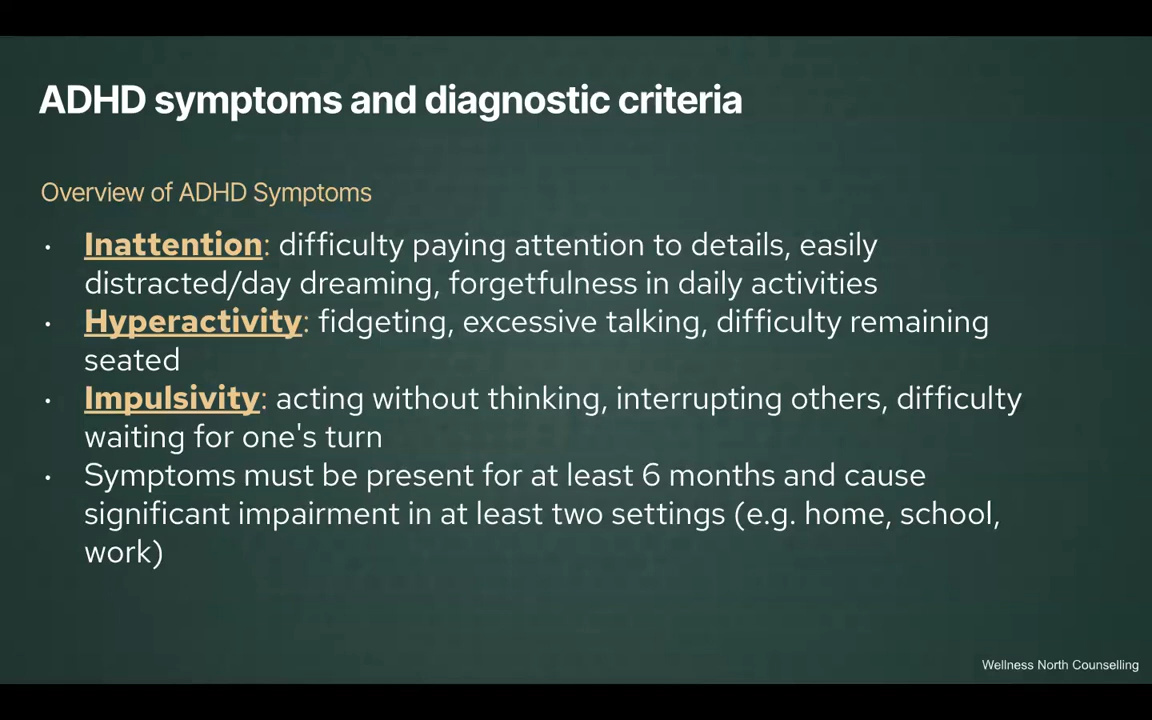 ADHD symptoms and diagnostic criteria
Overview of ADHD Symptoms
• Inattention: difficulty paying attention to details, easily
distracted/day dreaming, forgetfulness in daily activities
• Hyperactivity: fidgeting, excessive talking, difficulty remaining
seated
• Impulsivity: acting without thinking, interrupting others, difficulty
waiting for one's turn
• Symptoms must be present for at least 6 months and cause
significant impairment in at least two settings (e.g. home, school,
work)
Wellness North Counselling